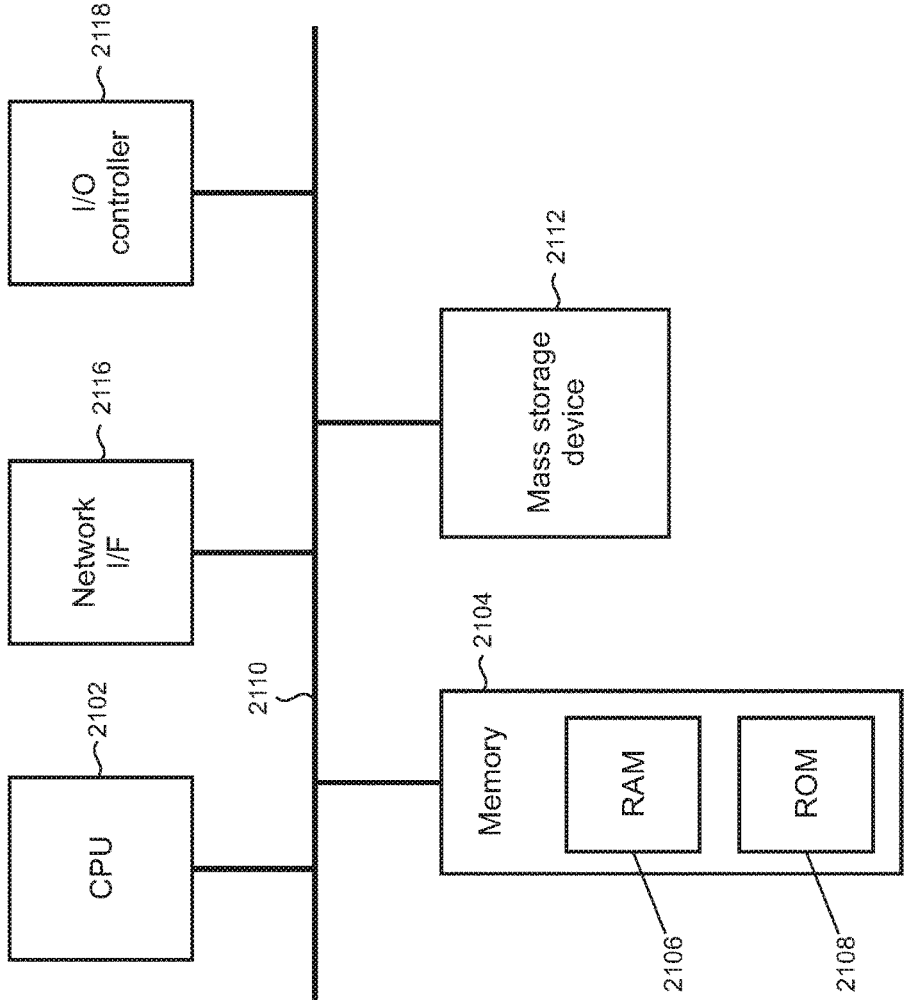 CPU
2102
Network
I/F
2116
I/O
controller
2118
2110
Memory
2104
RAM
2106
ROM
2108
Mass storage
device
2112